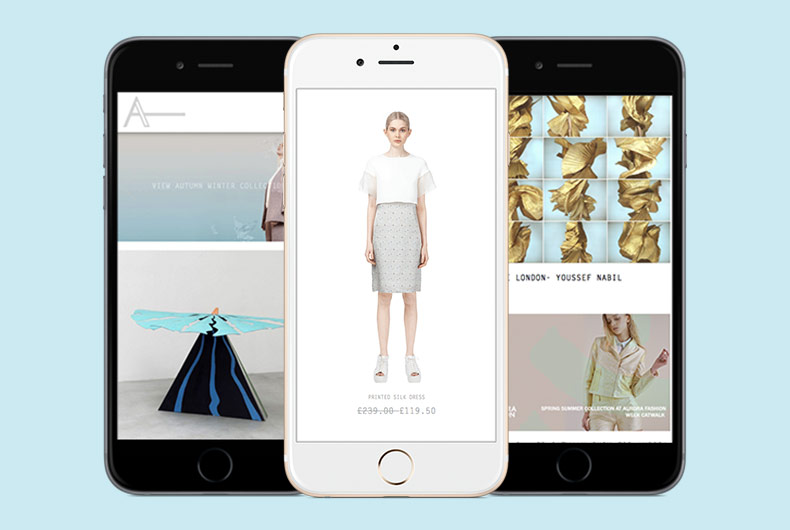 VIEW AUTUMN WINTER COLLECTION
PRINTED SILK DRESS
£239.00 £119.50
LONDON- YOUSSEF NABIL
SPRING SUMMER COLLECTION AT AURORA FASHION
WEEK CATWALK